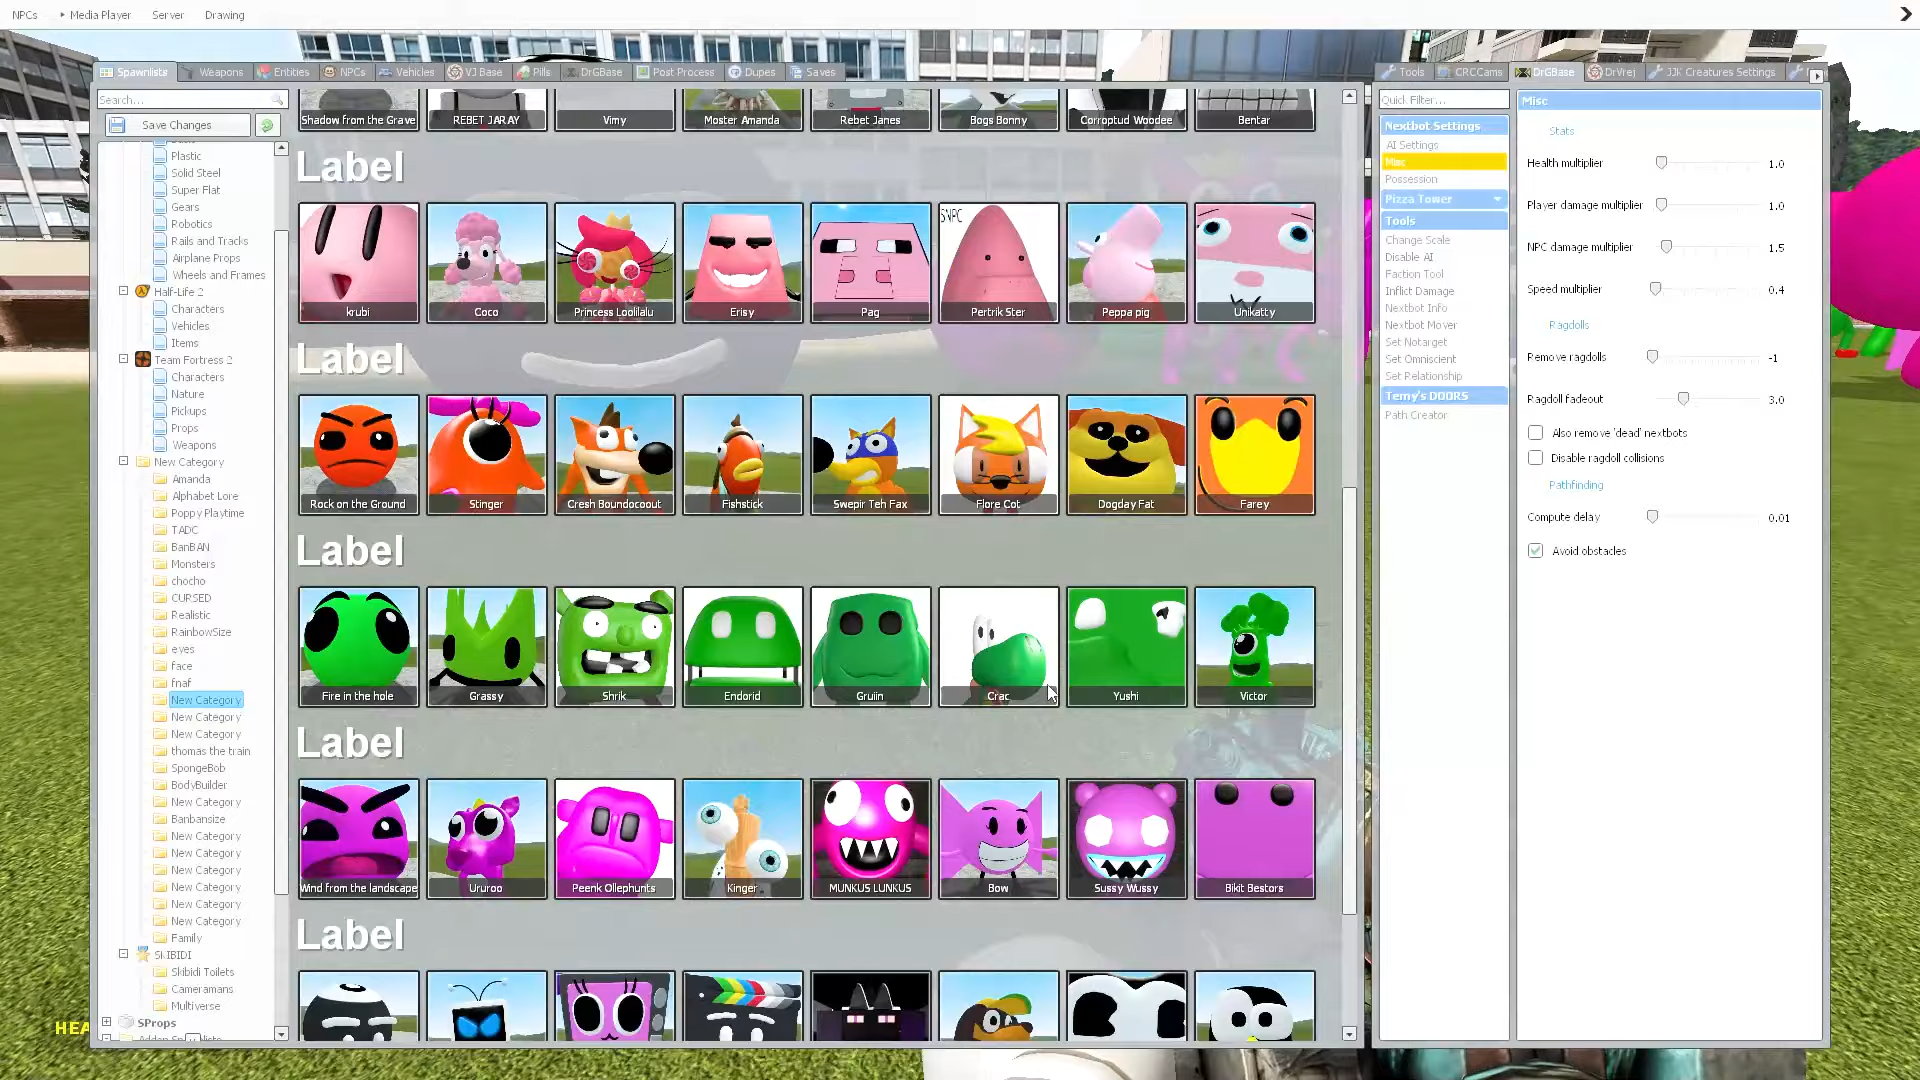 NPCs Media Player Server Drawing
Spawnlists Weapons Entities NPCs Vehicles VJ Base Pills DrGBase Post Process Dupes Saves
Tools CRCCams DrGBase DrVrej JJK Creatures Settings
Search...
Save Changes
Plastic
Solid Steel
Super Flat
Gears
Robotics
Rails and Tracks
Airplane Props
Wheels and Frames
Half-Life 2
Characters
Vehicles
Items
Team Fortress 2
Characters
Nature
Pickups
Props
Weapons
New Category
Amanda
Alphabet Lore
Poppy Playtime
TADC
BanBAN
Monsters
chocho
CURSED
Realistic
RainbowSize
eyes
face
fnaf
New Category
New Category
New Category
thomas the train
SpongeBob
BodyBuilder
New Category
Banbansize
New Category
New Category
New Category
New Category
New Category
New Category
Family
SKIBIDI
Skibidi Toilets
Cameramans
Multiverse
SProps
HEA
Shadow from the Grave REBET JARAY Vimy Moster Amanda Rebet Janes Bogs Bonny Corroptud Woodee Bentar
Label
SNPC
krubi Coco Princess Loolilalu Erisy Pag Pertrik Ster Peppa pig Unikatty
Label
Rock on the Ground Stinger Cresh Boundocoout Fishstick Swepir Teh Fax Flore Cot Dogday Fat Farey
Label
Fire in the hole Grassy Shrik Endorid Gruiin Crac Yushi Victor
Label
Wind from the landscape Ururoo Peenk Ollephunts Kinger MUNKUS LUNKUS Bow Sussy Wussy Bikit Bestors
Label
Quick Filter...
Nextbot Settings
AI Settings
Misc
Possession
Pizza Tower
Tools
Change Scale
Disable AI
Faction Tool
Inflict Damage
Nextbot Info
Nextbot Mover
Set Notarget
Set Omniscient
Set Relationship
Temy's DOORS
Path Creator
Misc
Stats
Health multiplier 1.0
Player damage multiplier 1.0
NPC damage multiplier 1.5
Speed multiplier 0.4
Ragdolls
Remove ragdolls -1
Ragdoll fadeout 3.0
Also remove 'dead' nextbots
Disable ragdoll collisions
Pathfinding
Compute delay 0.01
Avoid obstacles